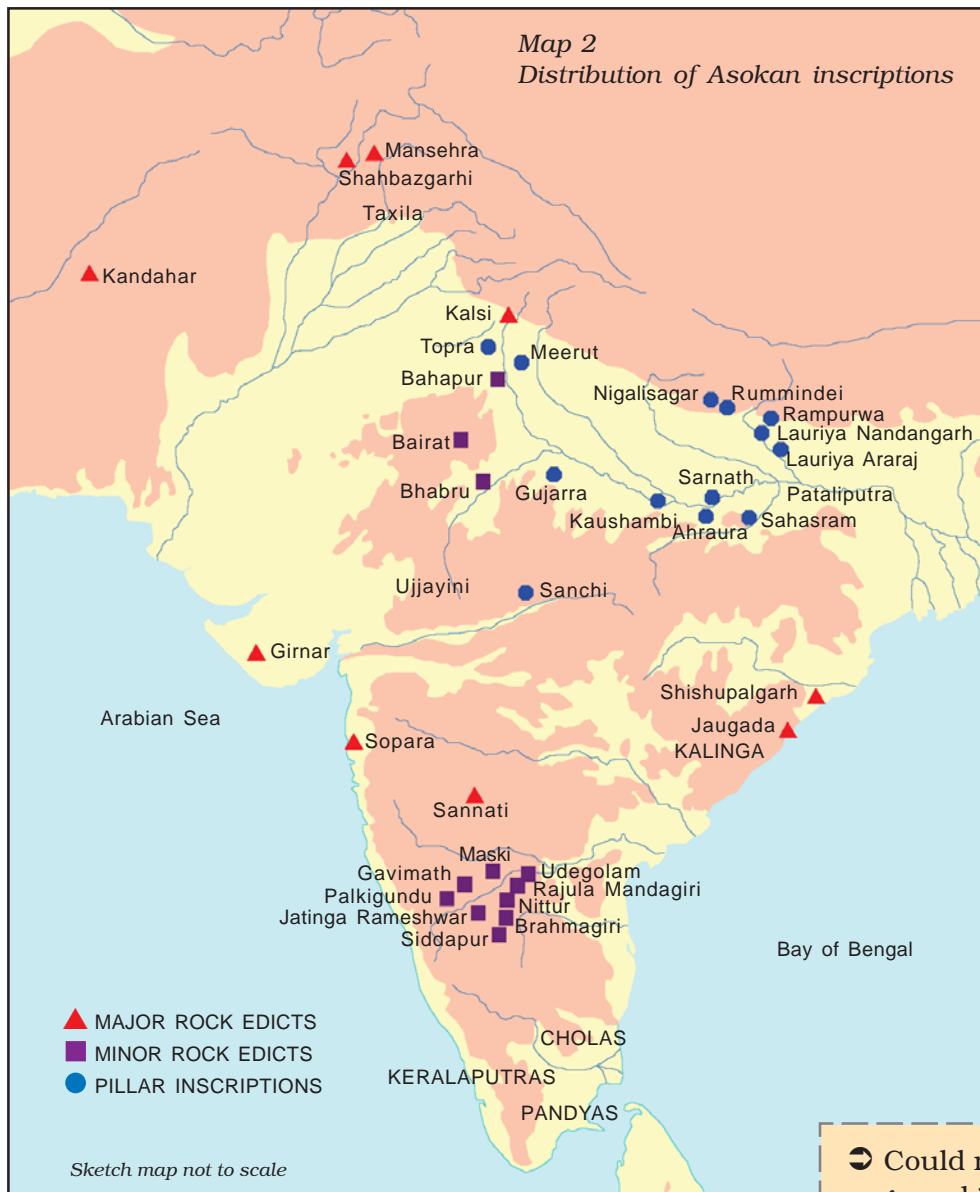 Map 2
Distribution of Asokan inscriptions
Mansehra
Shahbazgarhi
Taxila
Kandahar
Kalsi
Topra
Meerut
Bahapur
Nigalisagar
Rummindei
Rampurwa
Lauriya Nandangarh
Lauriya Araraj
Bairat
Bhabru
Gujarra
Sarnath
Pataliputra
Kaushambi
Ahraura
Sahasram
Ujjayini
Sanchi
Girnar
Shishupalgarh
Jaugada
KALINGA
Arabian Sea
Sopara
Sannati
Maski
Gavimath
Udegolam
Palkigundu
Rajula Mandagiri
Nittur
Jatinga Rameshwar
Brahmagiri
Siddapur
Bay of Bengal
MAJOR ROCK EDICTS
MINOR ROCK EDICTS
PILLAR INSCRIPTIONS
CHOLAS
KERALAPUTRAS
PANDYAS
Sketch map not to scale
➲ Could